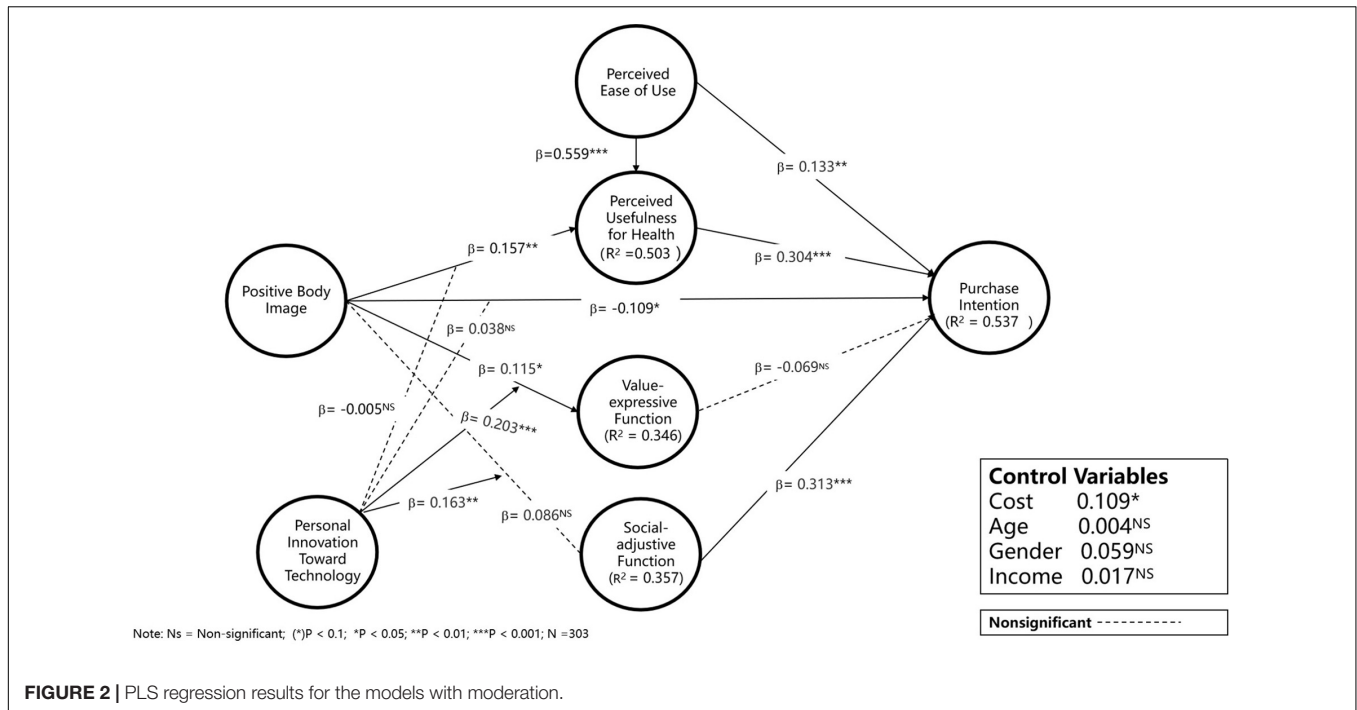 Perceived
Ease of Use
β=0.559***
β= 0.133**
Perceived
Usefulness
for Health
(R² =0.503 )
β= 0.157**
β= 0.304***
Positive Body
Image
β= -0.109*
Purchase
Intention
(R² = 0.537 )
β= 0.038NS
β= 0.115*
β= -0.069NS
Value-
expressive
Function
(R² = 0.346)
β= -0.005NS
β= 0.203***
β= 0.163**
β= 0.086NS
β= 0.313***
Personal
Innovation
Toward
Technology
Social-
adjustive
Function
(R² = 0.357)
Control Variables
Cost 0.109*
Age 0.004NS
Gender 0.059NS
Income 0.017NS
Nonsignificant
Note: Ns = Non-significant; (*)P < 0.1; *P < 0.05; **P < 0.01; ***P < 0.001; N =303
FIGURE 2 | PLS regression results for the models with moderation.